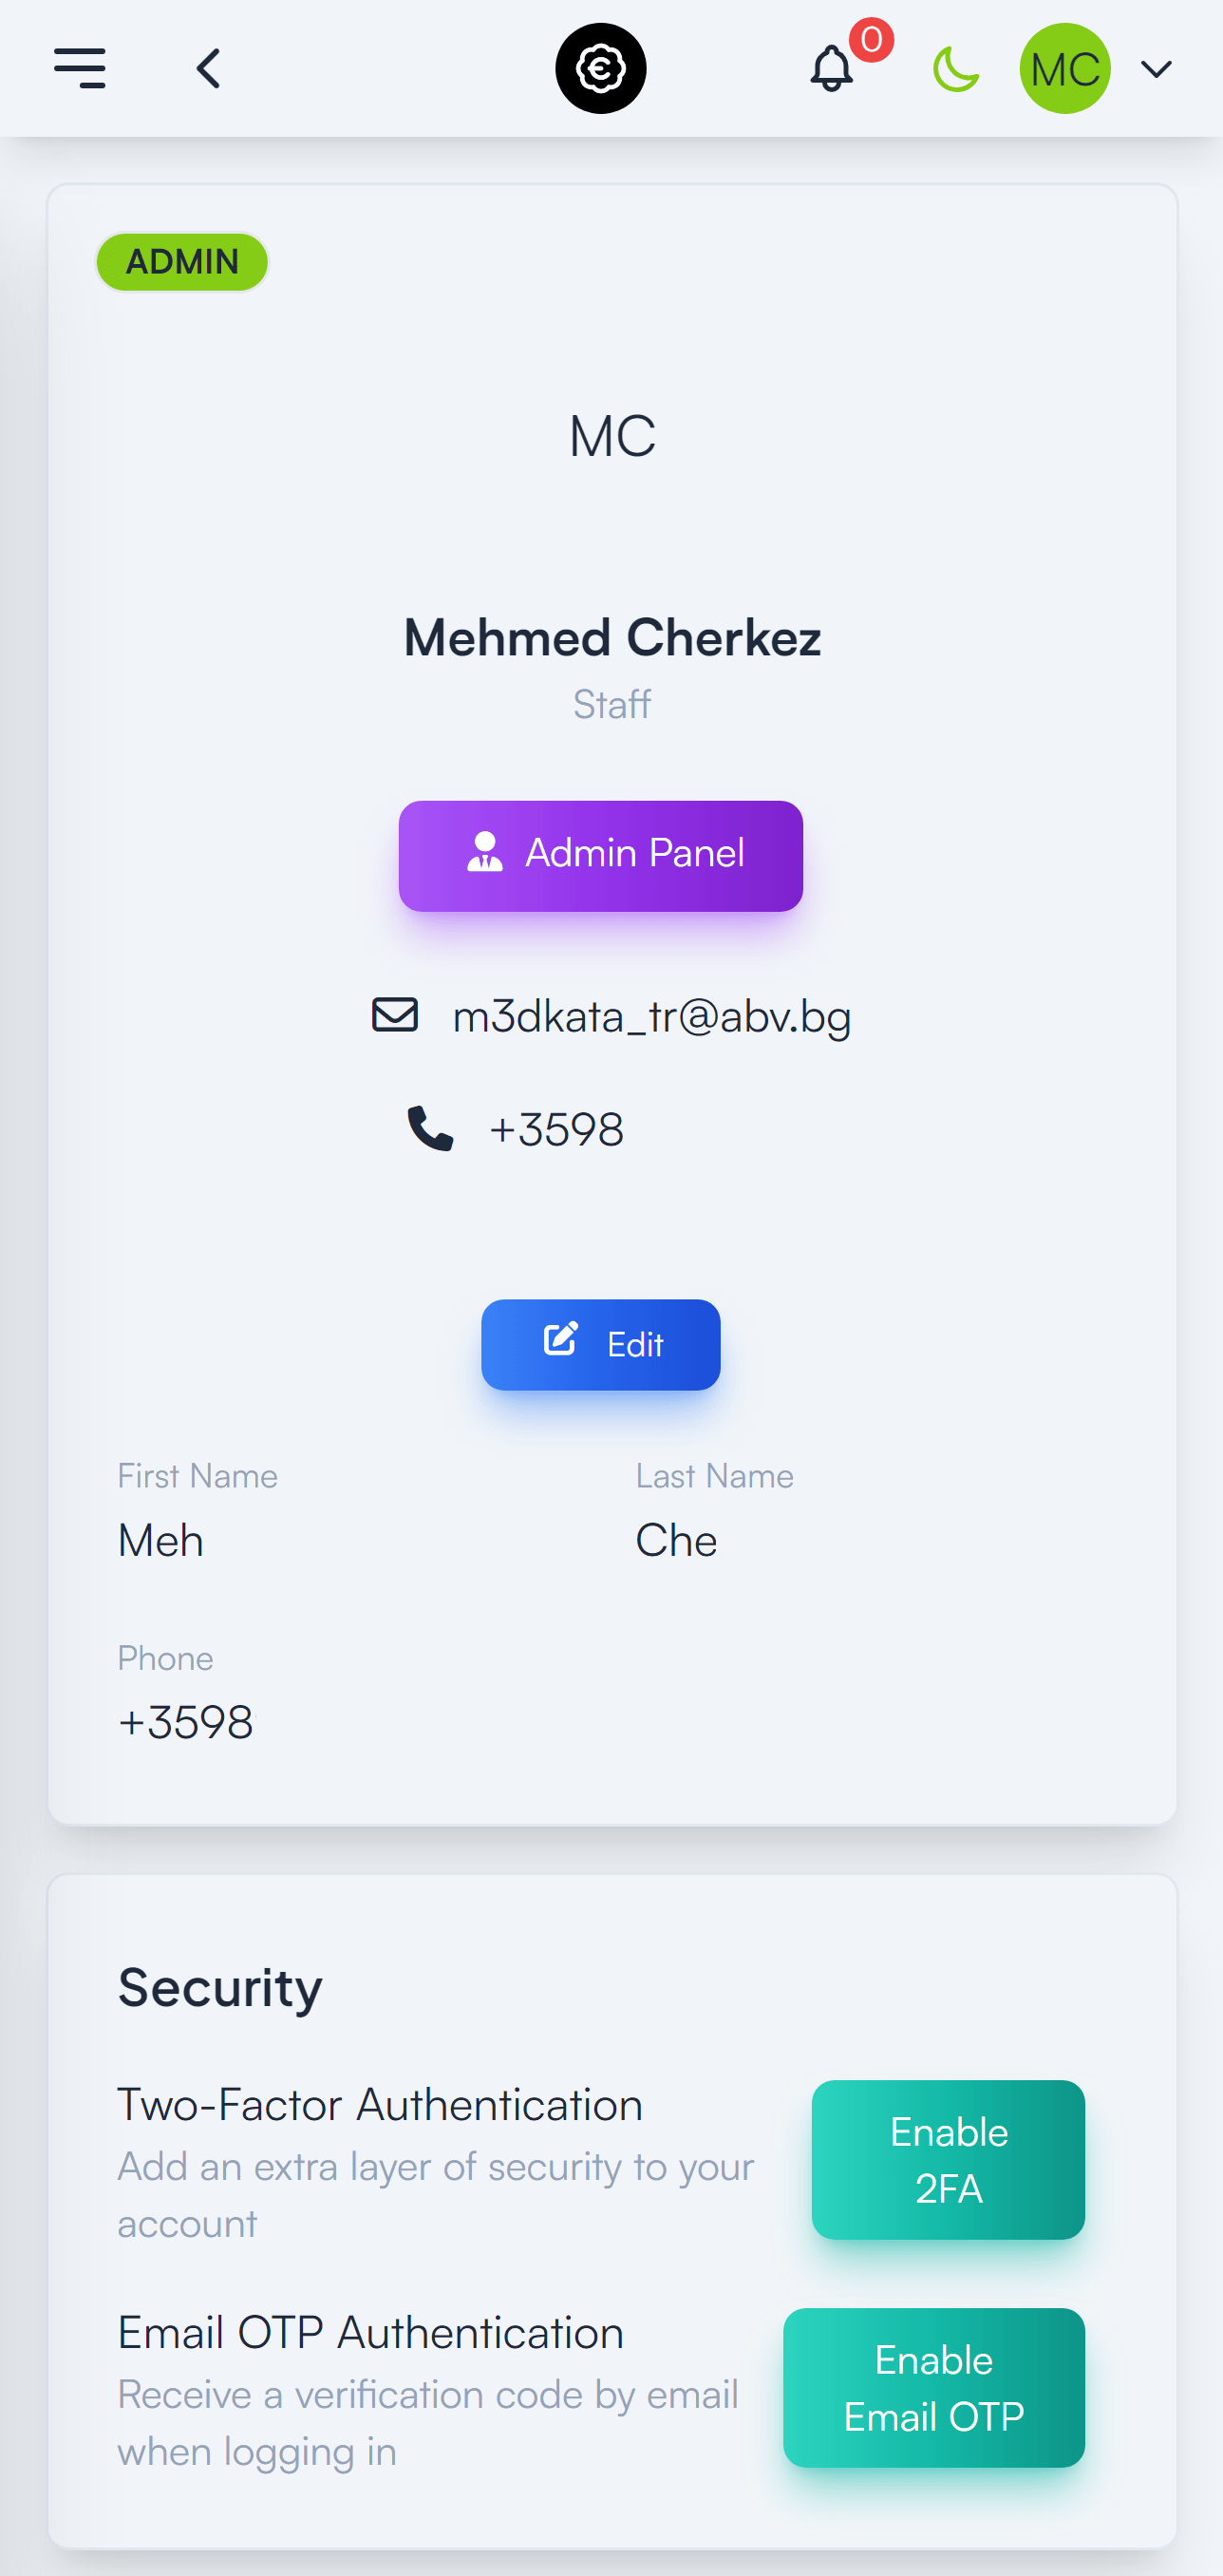 0
MC
ADMIN
MC
Mehmed Cherkez
Staff
Admin Panel
m3dkata_tr@abv.bg
+3598
Edit
First Name
Last Name
Meh
Che
Phone
+3598
Security
Two-Factor Authentication
Add an extra layer of security to your
account
Enable
2FA
Email OTP Authentication
Receive a verification code by email
when logging in
Enable
Email OTP